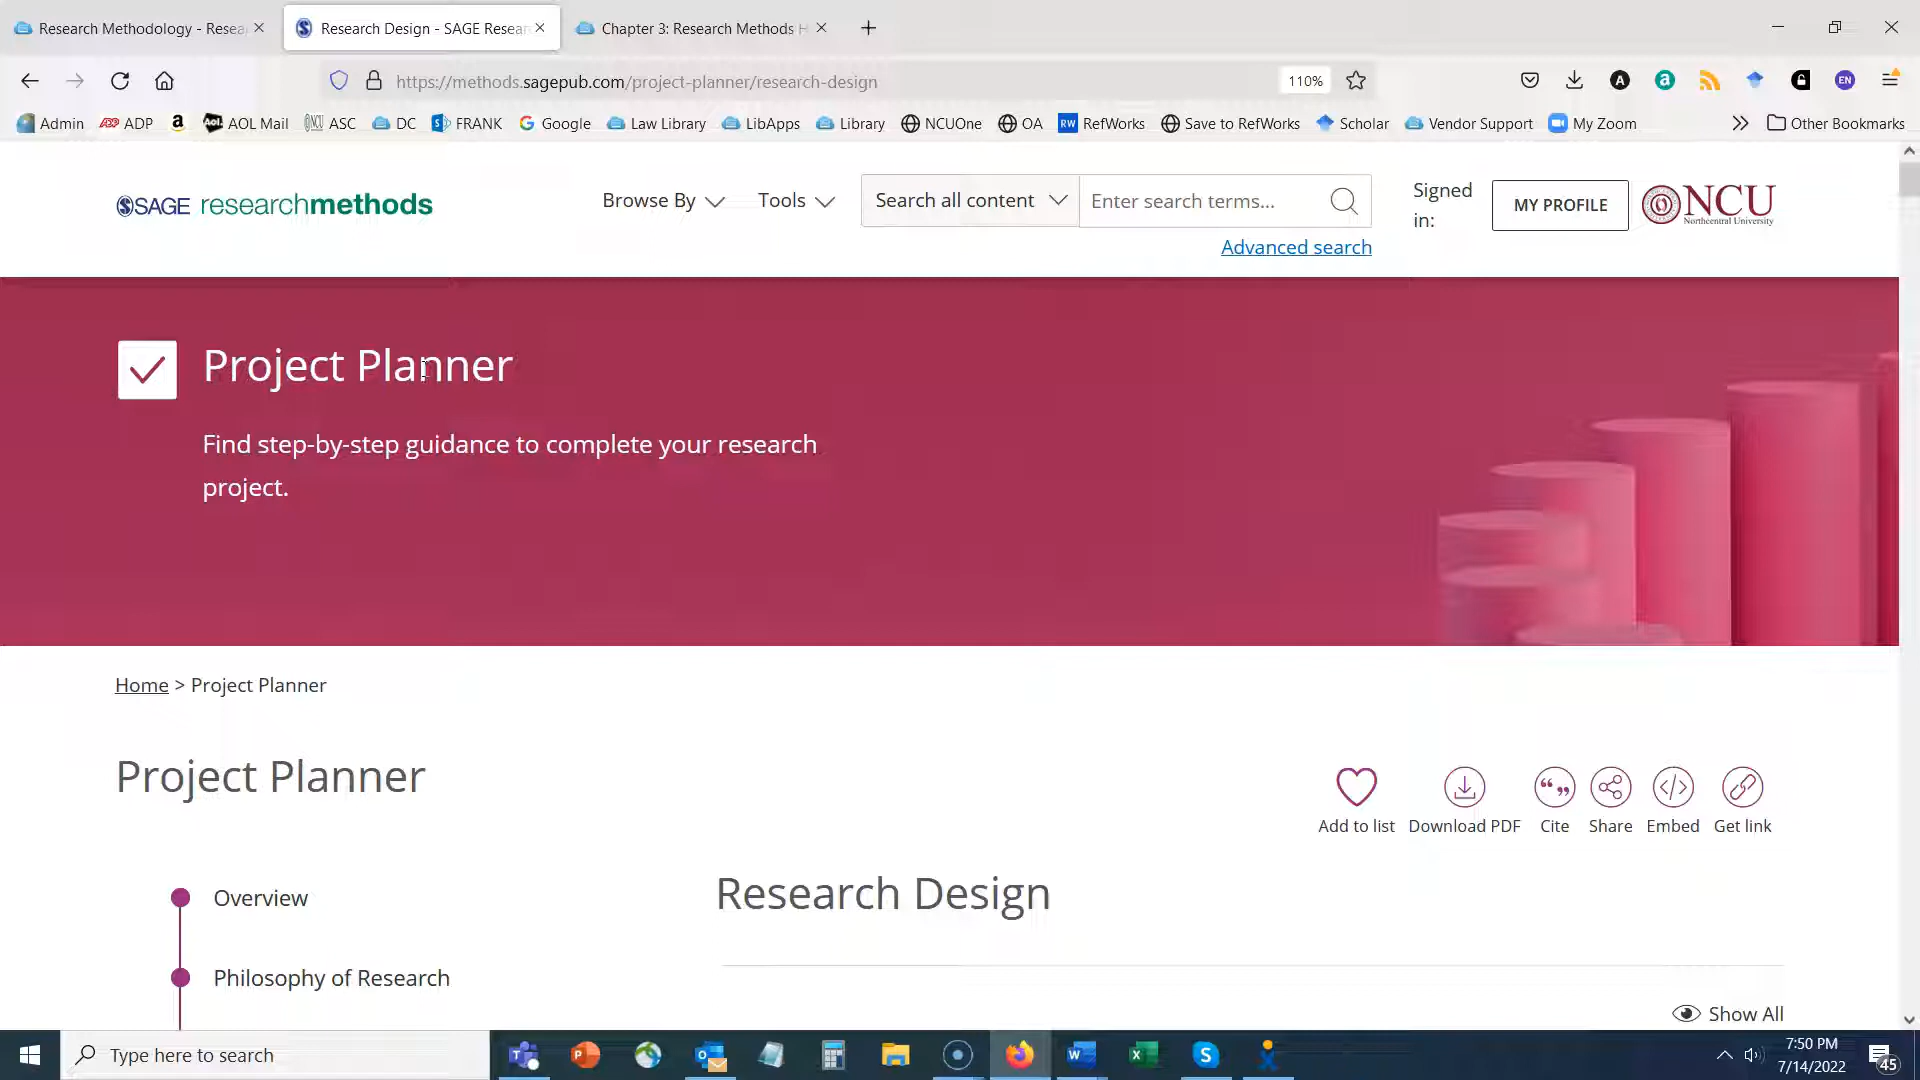 Research Methodology - Resea
Research Design - SAGE Resear
Chapter 3: Research Methods H
https://methods.sagepub.com/project-planner/research-design
110%
A
a
EN
Admin
ADP
ADP
a
Aol.
AOL Mail
NCU
ASC
DC
S
FRANK
G
Google
Law Library
LibApps
Library
NCUOne
OA
RW
RefWorks
Save to RefWorks
Scholar
Vendor Support
My Zoom
Other Bookmarks
SAGE researchmethods
Browse By
Tools
Search all content
Enter search terms...
Advanced search
Signed
in:
MY PROFILE
NCU
Northcentral University
Project Planner
Find step-by-step guidance to complete your research
project.
Home > Project Planner
Project Planner
Add to list
Download PDF
Cite
Share
Embed
Get link
Overview
Philosophy of Research
Research Design
Show All
Type here to search
7:50 PM
7/14/2022
45